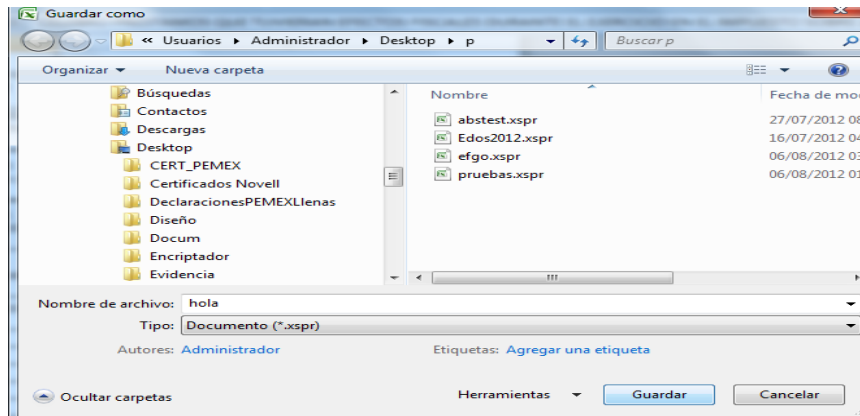 Guardar como
« Usuarios ▸ Administrador ▸ Desktop ▸ p
Buscar p
Organizar
Nueva carpeta
Búsquedas
Contactos
Descargas
Desktop
CERT_PEMEX
Certificados Novell
DeclaracionesPEMEXLlenas
Diseño
Docum
Encriptador
Evidencia
Nombre
Fecha de mo
abstest.xspr
27/07/2012 08
Edos2012.xspr
16/07/2012 04
efgo.xspr
06/08/2012 03
pruebas.xspr
06/08/2012 01
Nombre de archivo: hola
Tipo: Documento (*.xspr)
Autores: Administrador
Etiquetas: Agregar una etiqueta
Ocultar carpetas
Herramientas
Guardar
Cancelar